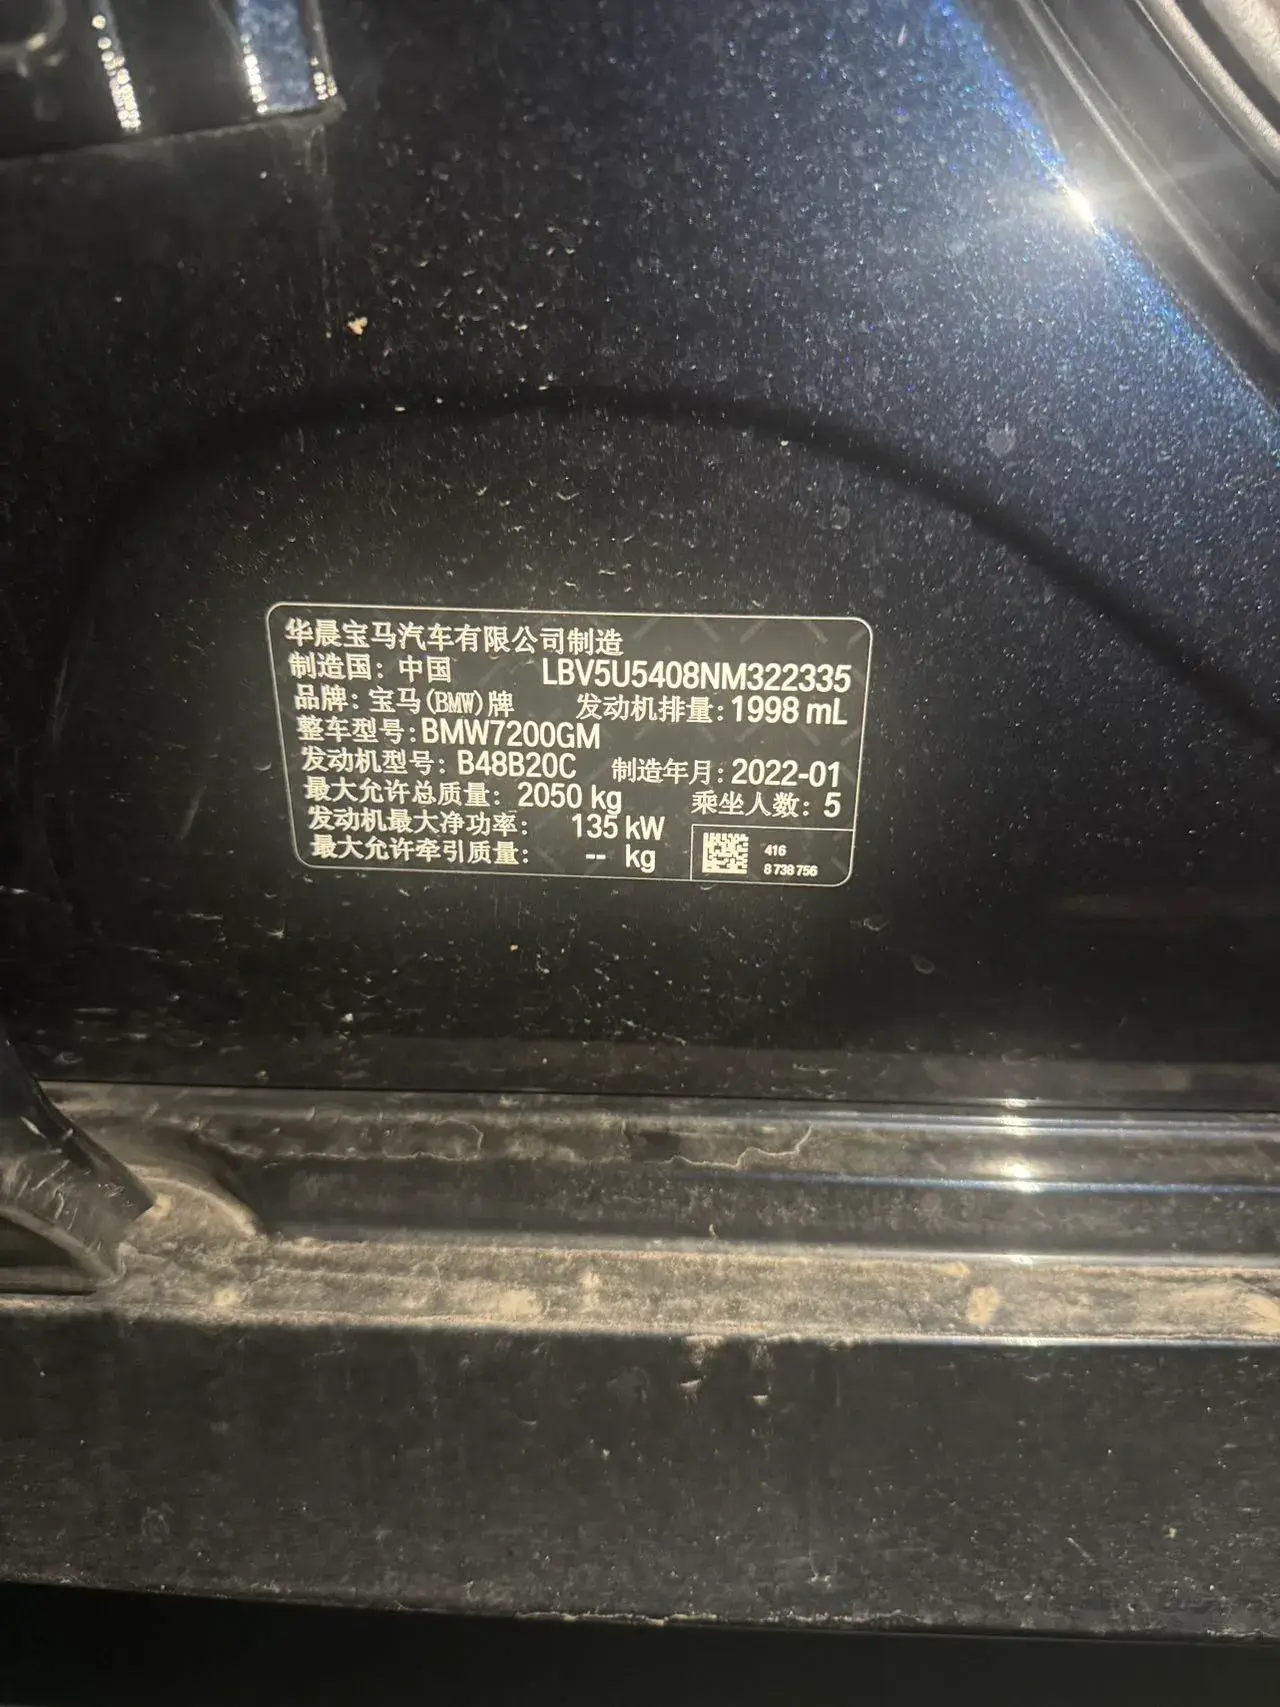 华晨宝马汽车有限公司制造
制造国: 中国 LBV5U5408NM322335
品牌: 宝马(BMW)牌 发动机排量: 1998 mL
整车型号: BMW7200GM
发动机型号: B48B20C 制造年月: 2022-01
最大允许总质量: 2050 kg 乘坐人数: 5
发动机最大净功率: 135 kW
最大允许牵引质量: -- kg
416
8 738 756